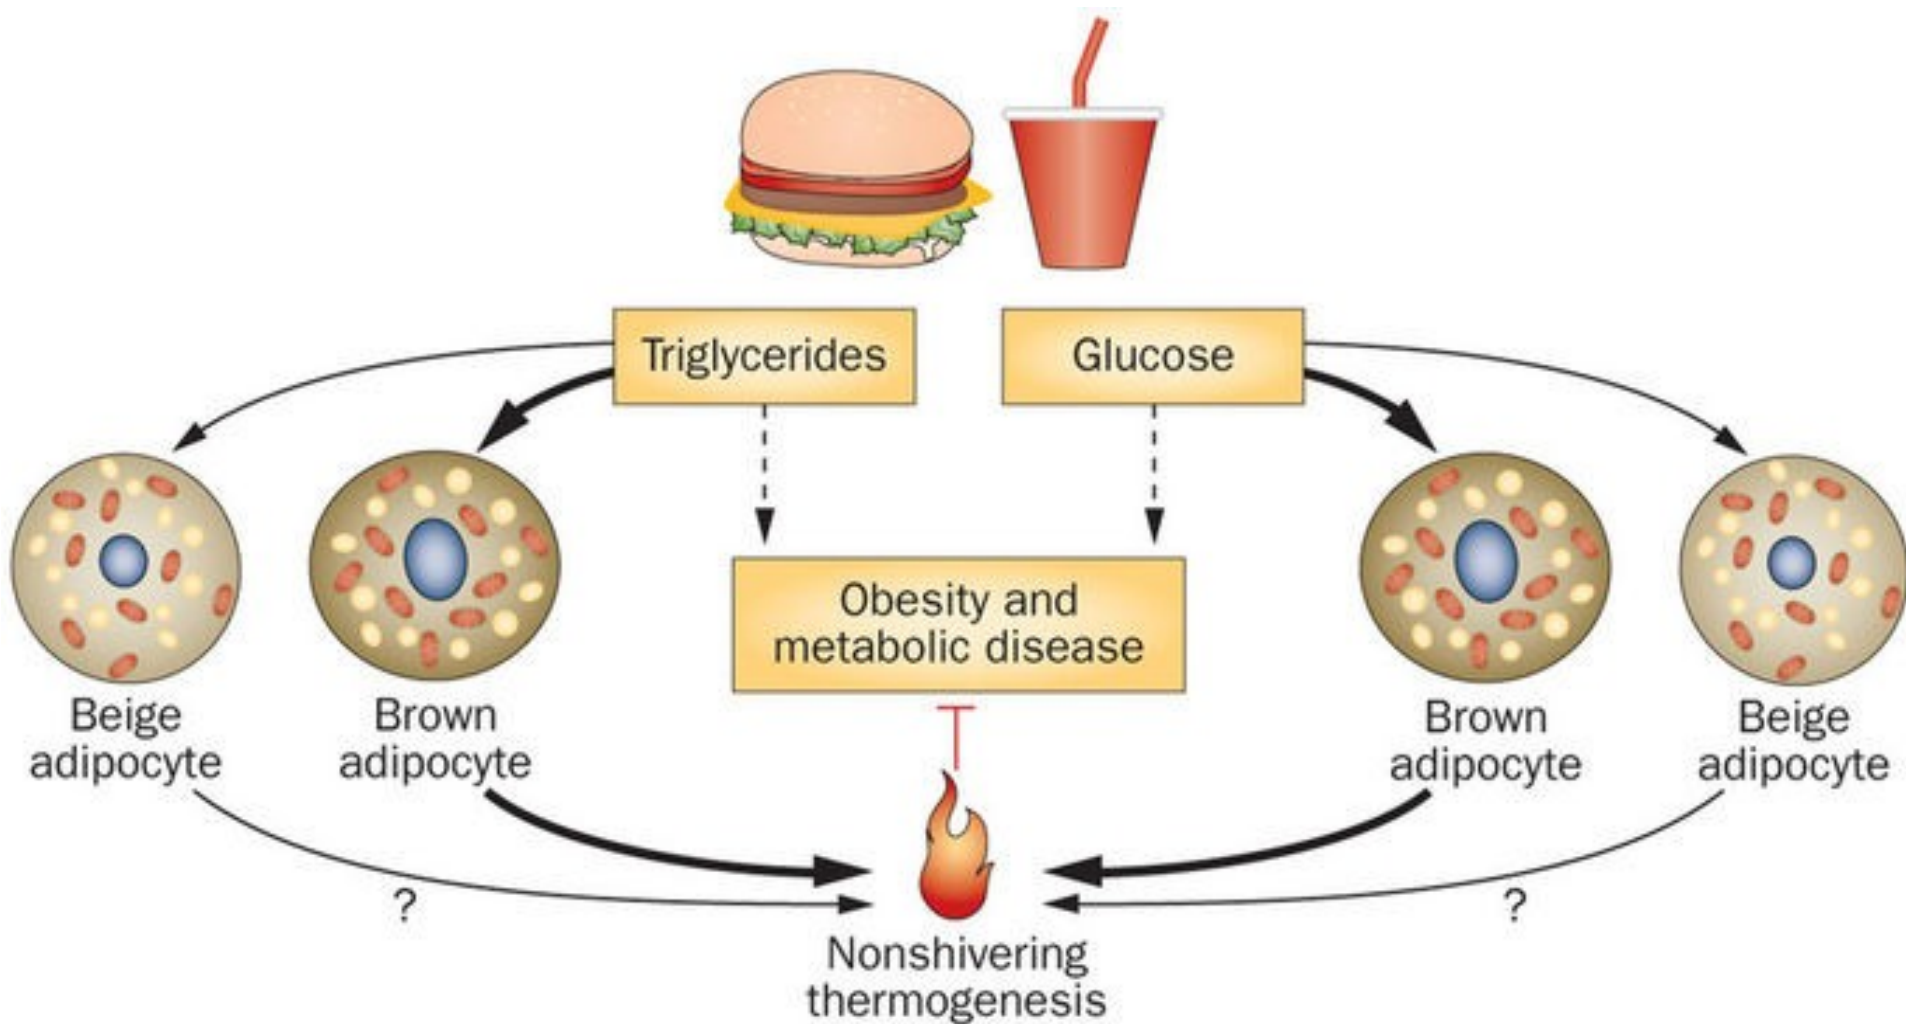 Triglycerides
Glucose
Obesity and
metabolic disease
Beige
adipocyte
Brown
adipocyte
Brown
adipocyte
Beige
adipocyte
?
?
Nonshivering
thermogenesis